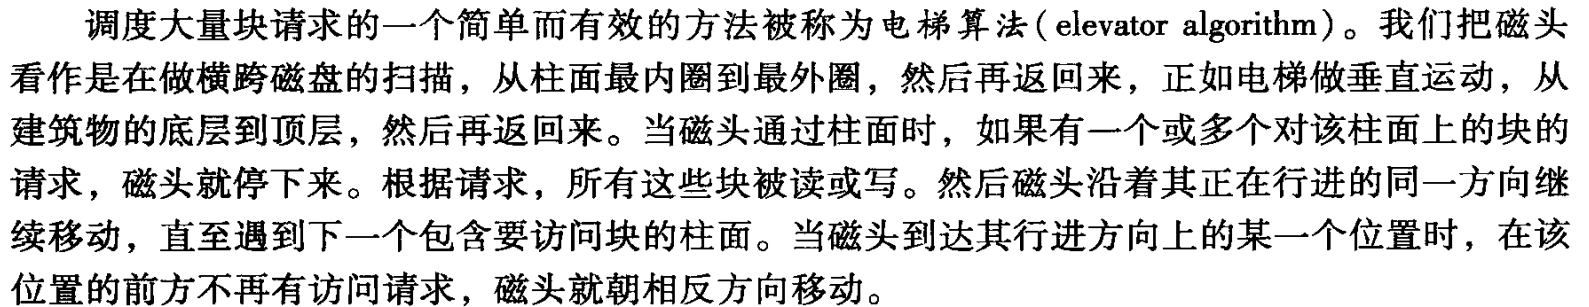 调度大量块请求的一个简单而有效的方法被称为电梯算法(elevator algorithm)。我们把磁头
看作是在做横跨磁盘的扫描，从柱面最内圈到最外圈，然后再返回来，正如电梯做垂直运动，从
建筑物的底层到顶层，然后再返回来。当磁头通过柱面时，如果有一个或多个对该柱面上的块的
请求，磁头就停下来。根据请求，所有这些块被读或写。然后磁头沿着其正在行进的同一方向继
续移动，直至遇到下一个包含要访问块的柱面。当磁头到达其行进方向上的某一个位置时，在该
位置的前方不再有访问请求，磁头就朝相反方向移动。